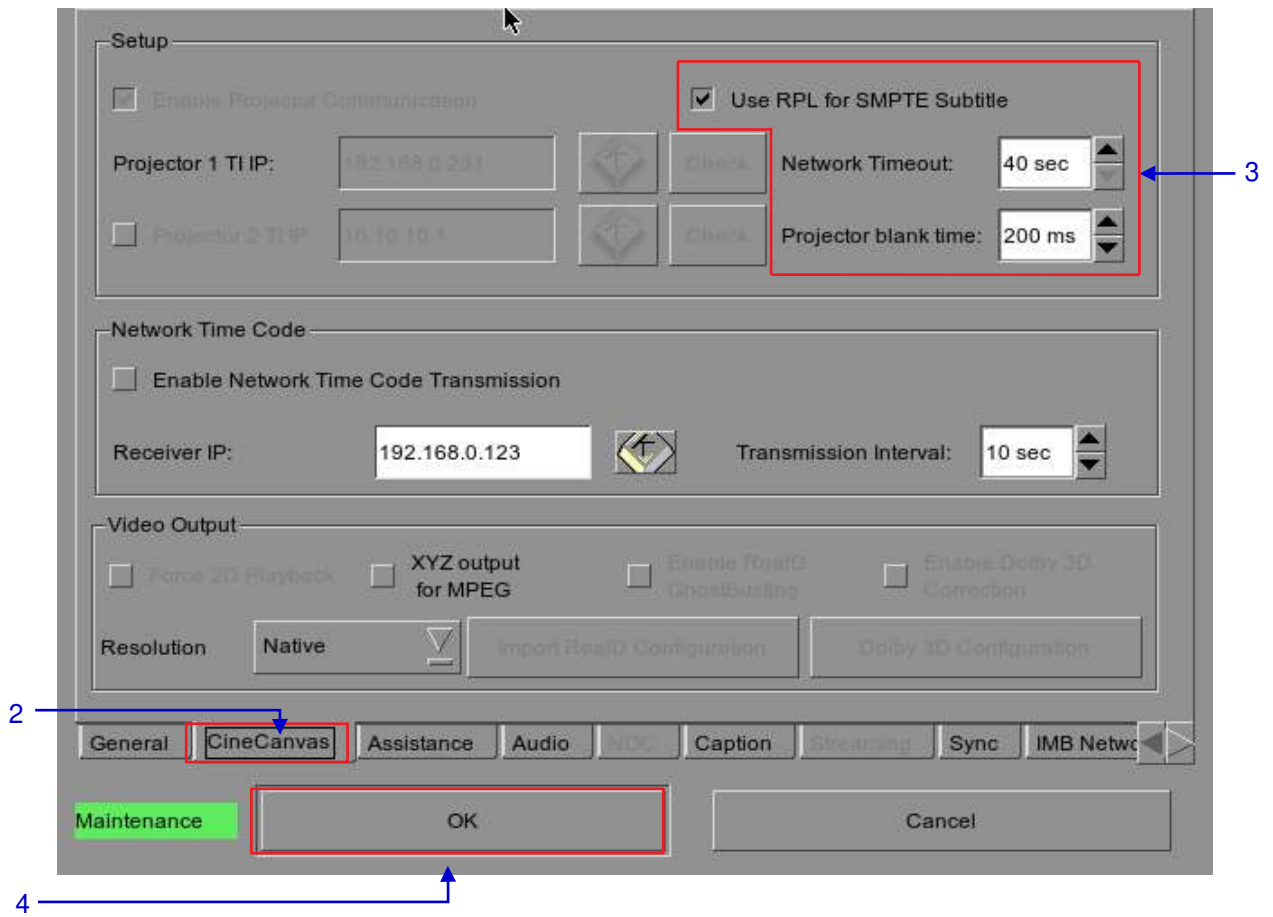 Setup
Enable Projector Communication
Use RPL for SMPTE Subtitle
Projector 1 TI IP:
192.168.0.231
Check
Network Timeout:
40 sec
3
Projector 2 TI IP
10.10.10.1
Check
Projector blank time:
200 ms
Network Time Code
Enable Network Time Code Transmission
Receiver IP:
192.168.0.123
Transmission Interval:
10 sec
Video Output
Force 2D Playback
XYZ output
for MPEG
Enable RealD
GhostBusting
Enable Dolby 3D
Correction
Resolution
Native
Import RealD Configuration
Dolby 3D Configuration
2
General
CineCanvas
Assistance
Audio
NDC
Caption
Streaming
Sync
IMB Netwo
Maintenance
OK
Cancel
4